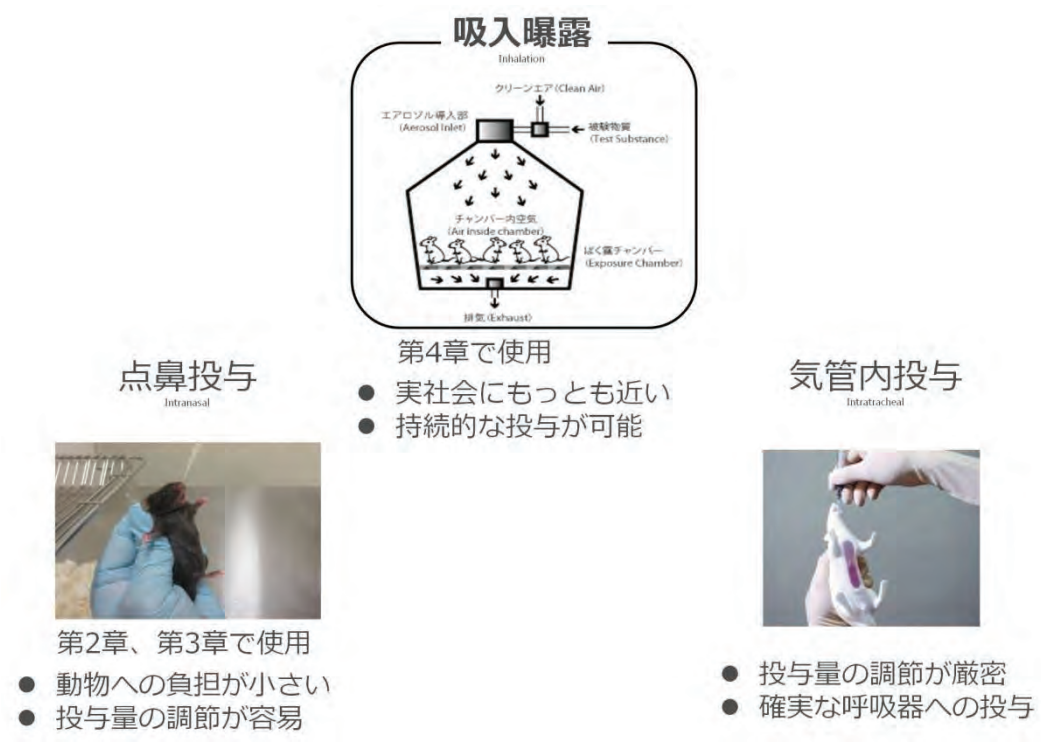 吸入曝露
Inhalation
クリーンエア(Clean Air)
エアロゾル導入部
(Aerosol Inlet)
被験物質
(Test Substance)
チャンバー内空気
(Air inside chamber)
ばく露チャンバー
(Exposure Chamber)
排気(Exhaust)
第4章で使用
● 実社会にもっとも近い
● 持続的な投与が可能
点鼻投与
Intranasal
第2章、第3章で使用
● 動物への負担が小さい
● 投与量の調節が容易
気管内投与
Intratracheal
● 投与量の調節が厳密
● 確実な呼吸器への投与